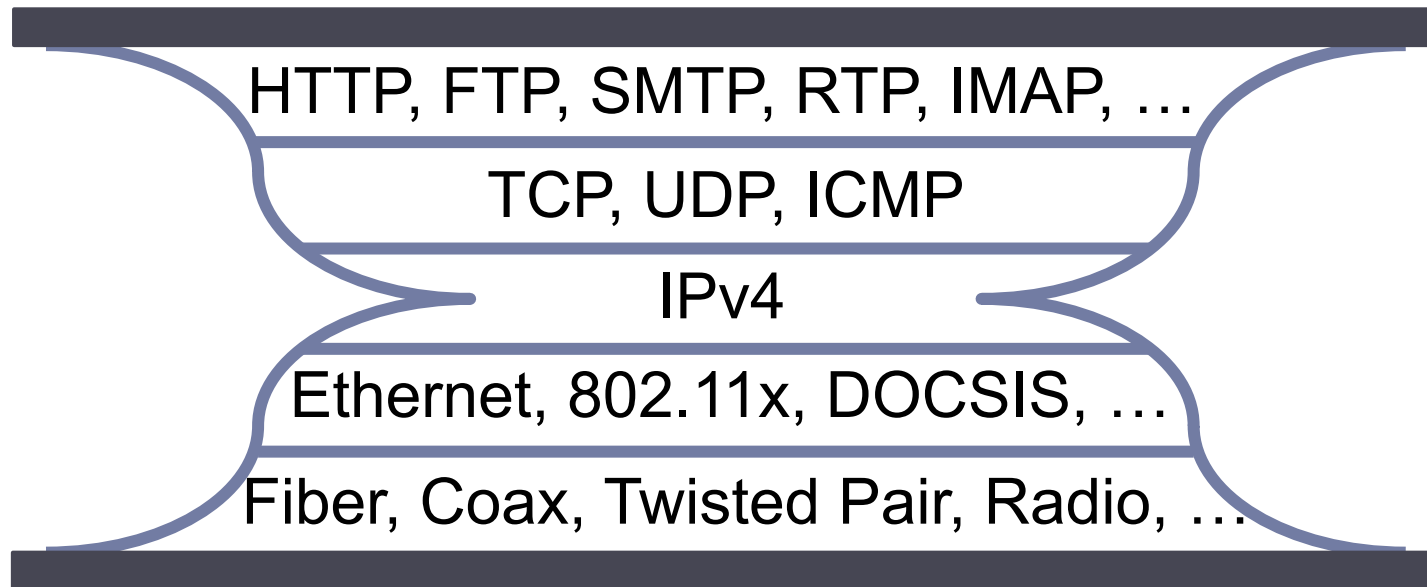 HTTP, FTP, SMTP, RTP, IMAP, …
TCP, UDP, ICMP
IPv4
Ethernet, 802.11x, DOCSIS, …
Fiber, Coax, Twisted Pair, Radio, …